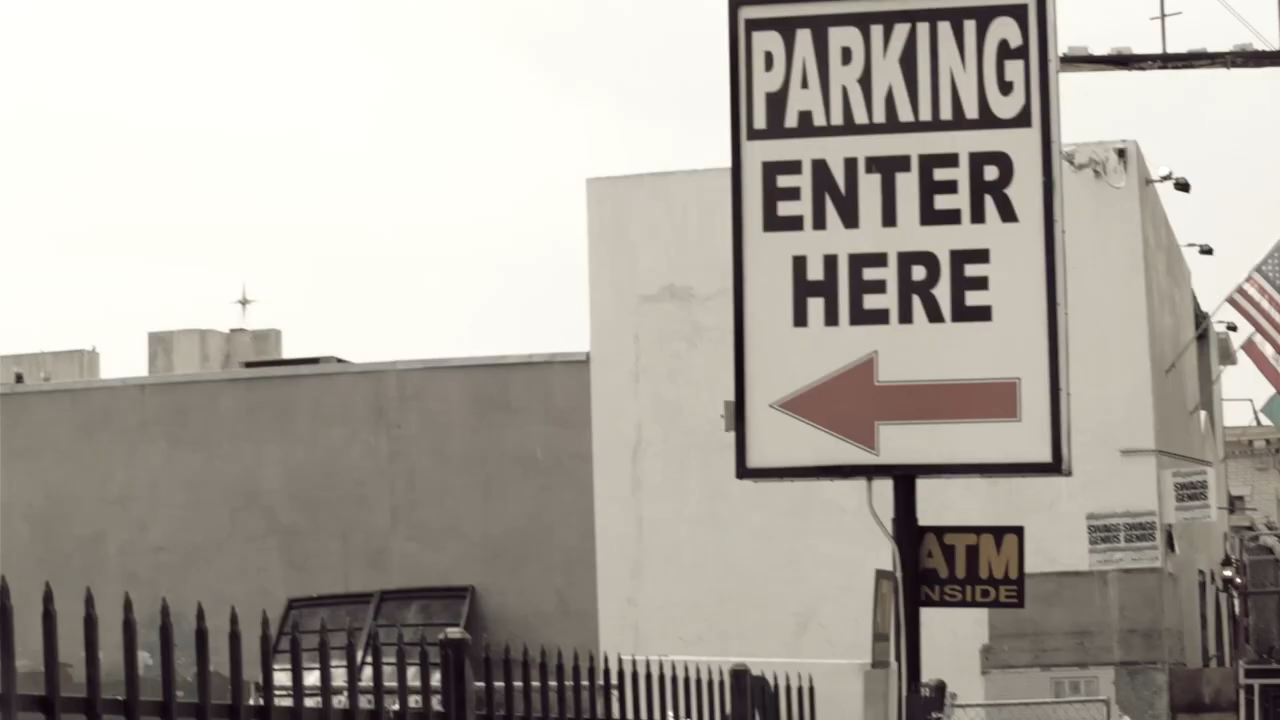 PARKING
ENTER
HERE
ATM
NSIDE
SWAGG
GENIUS
SWAGG SWAGG
GENIUS GENIUS